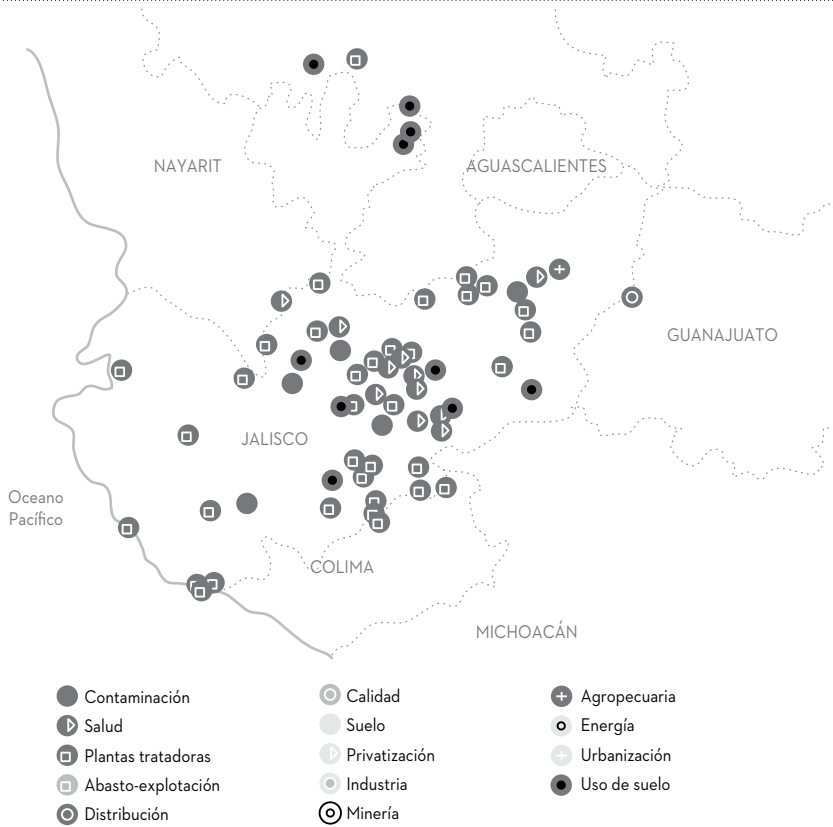 NAYARIT
AGUASCALIENTES
GUANAJUATO
JALISCO
Oceano
Pacífico
COLIMA
MICHOACÁN
Contaminación
Salud
Plantas tratadoras
Abasto-explotación
Distribución
Calidad
Suelo
Privatización
Industria
Minería
Agropecuaria
Energía
Urbanización
Uso de suelo